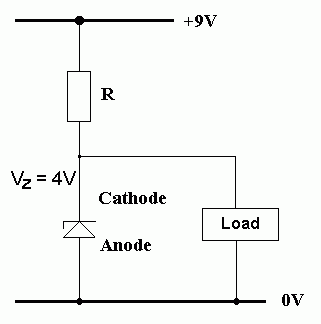 +9V
R
Vz = 4V
Cathode
Load
Anode
0V